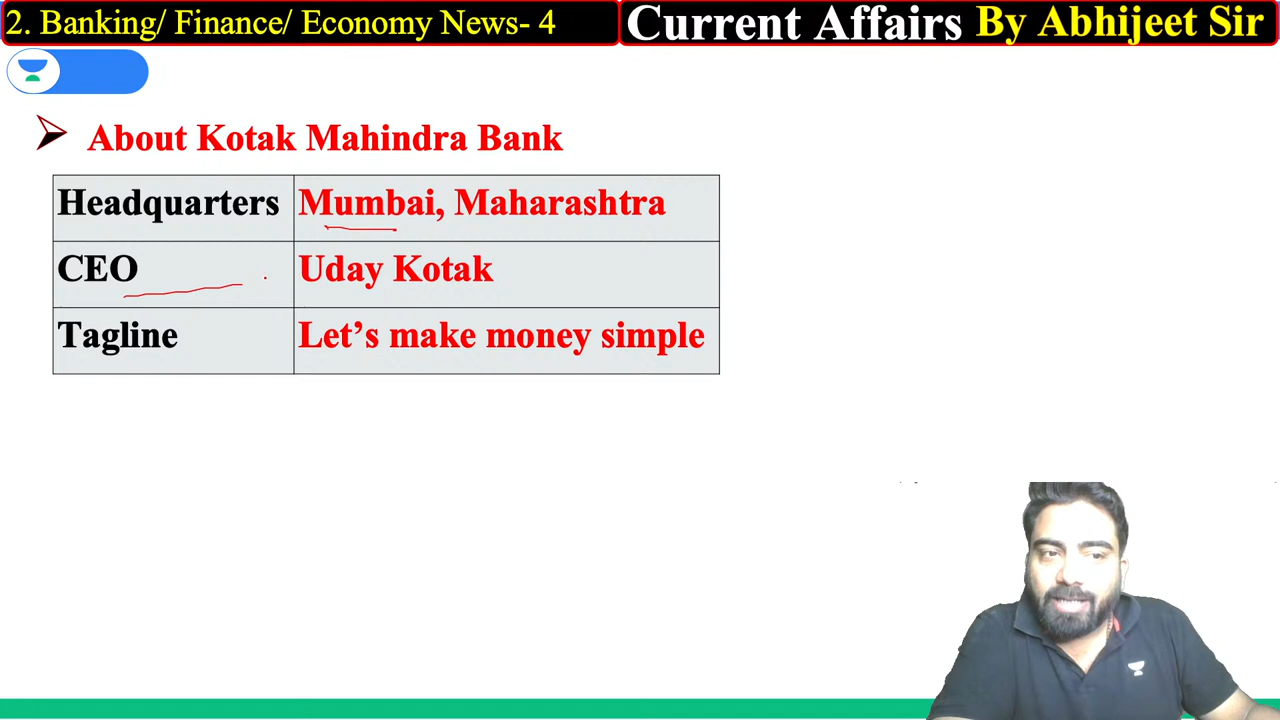 2. Banking/ Finance/ Economy News- 4
Current Affairs By Abhijeet Sir
About Kotak Mahindra Bank
Headquarters Mumbai, Maharashtra
CEO Uday Kotak
Tagline Let’s make money simple